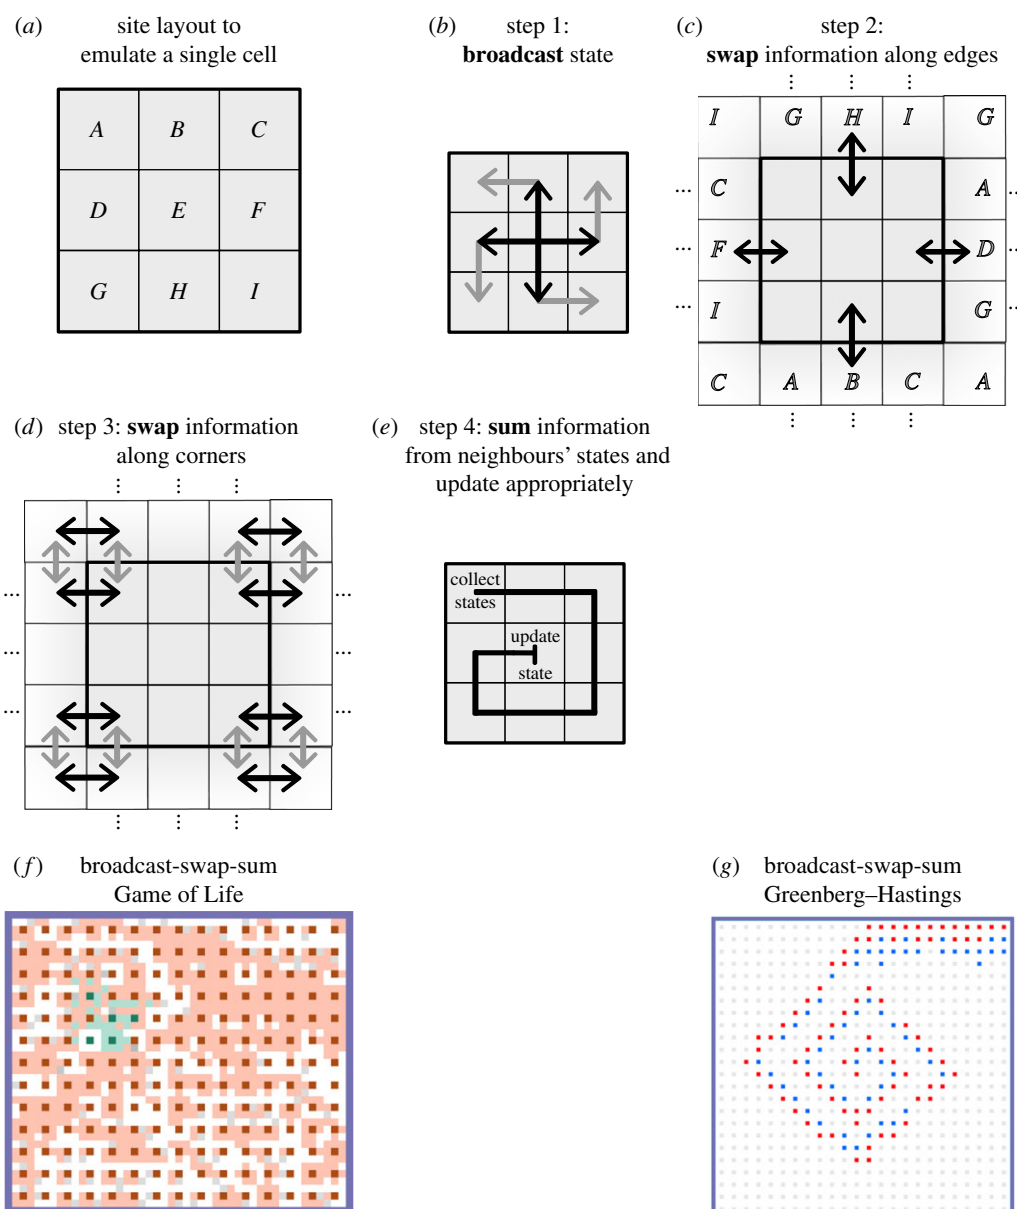 (a) site layout to
emulate a single cell
A B C
D E F
G H I
(b) step 1:
broadcast state
(c) step 2:
swap information along edges
⋮ ⋮ ⋮
I G H I G
... C A ...
... F D ...
... I G ...
C A B C A
⋮ ⋮ ⋮
(d) step 3: swap information
along corners
⋮ ⋮ ⋮
... ...
... ...
... ...
⋮ ⋮ ⋮
(e) step 4: sum information
from neighbours' states and
update appropriately
collect
states
update
state
(f) broadcast-swap-sum
Game of Life
(g) broadcast-swap-sum
Greenberg–Hastings